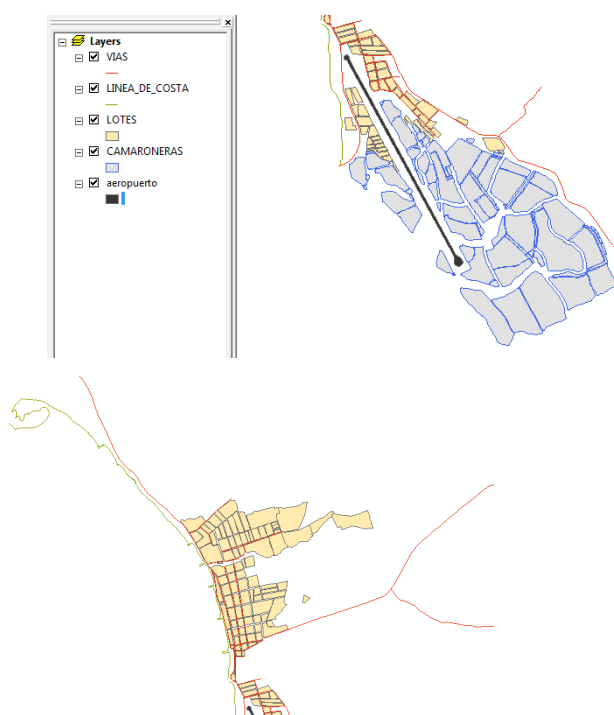 Layers
VIAS
LINEA_DE_COSTA
LOTES
CAMARONERAS
aeropuerto